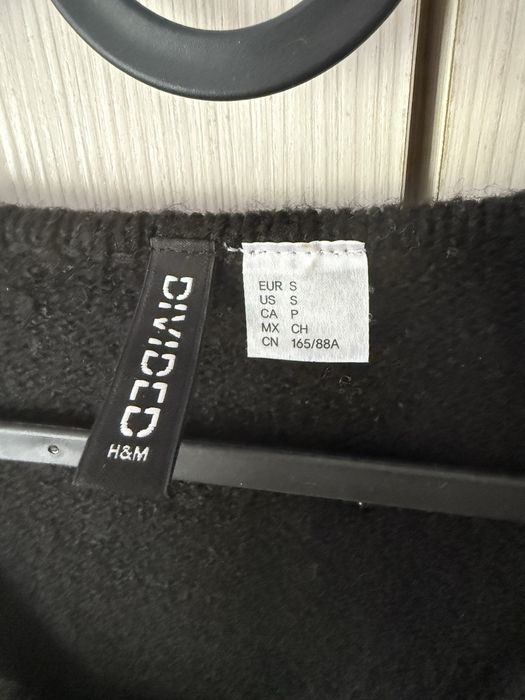 DIVIDED
H&M
EUR S
US S
CA P
MX CH
CN 165/88A